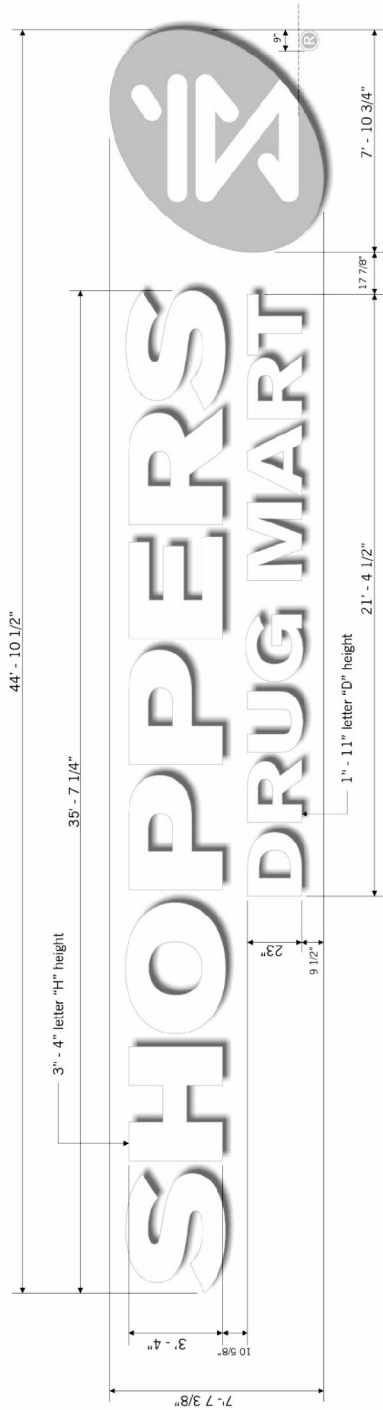 44' - 10 1/2"
35' - 7 1/4"
3" - 4" letter "H" height
9"
SHOPPERS
®
7' - 7 3/8"
3' - 4"
10 5/8"
DRUG MART
23"
9 1/2"
1" - 11" letter "D" height
21' - 4 1/2"
17 7/8"
7' - 10 3/4"